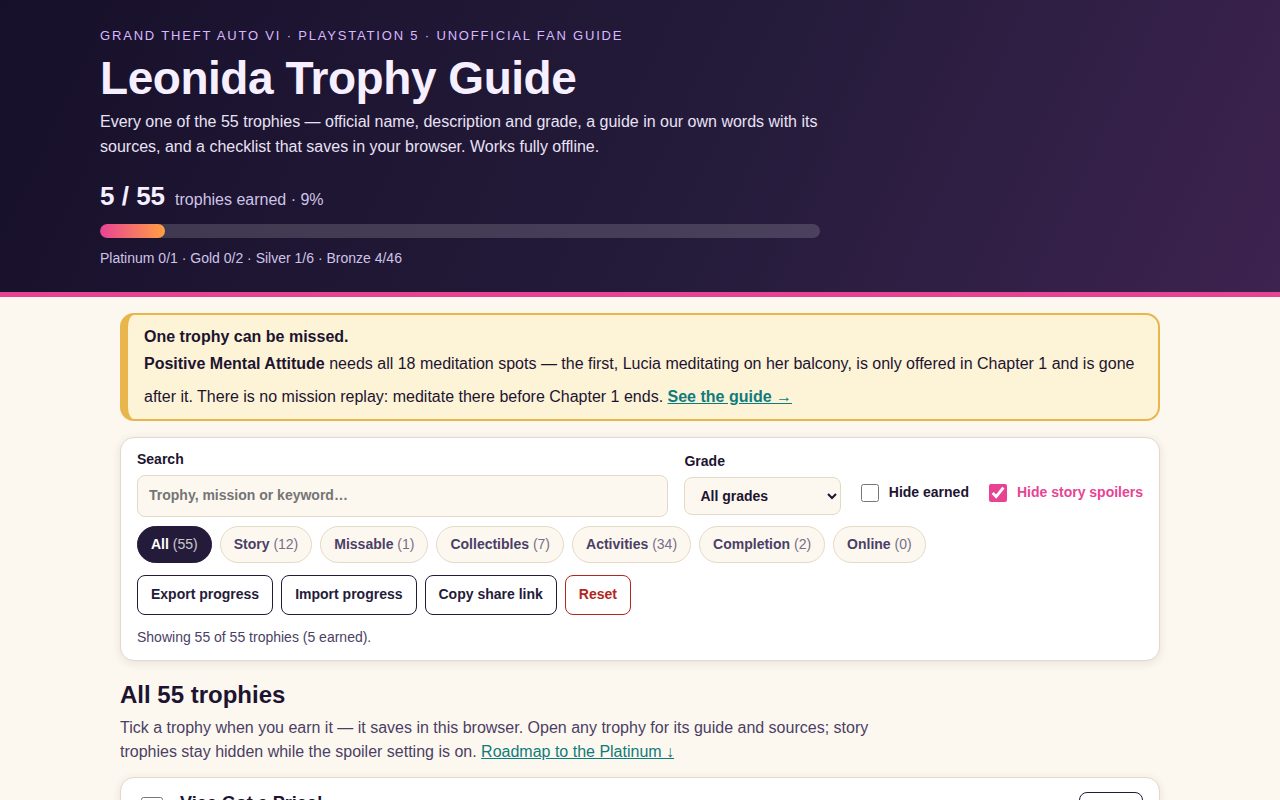 GRAND THEFT AUTO VI · PLAYSTATION 5 · UNOFFICIAL FAN GUIDE
Leonida Trophy Guide
Every one of the 55 trophies — official name, description and grade, a guide in our own words with its
sources, and a checklist that saves in your browser. Works fully offline.
5 / 55 trophies earned · 9%
Platinum 0/1 · Gold 0/2 · Silver 1/6 · Bronze 4/46
One trophy can be missed.
Positive Mental Attitude needs all 18 meditation spots — the first, Lucia meditating on her balcony, is only offered in Chapter 1 and is gone
after it. There is no mission replay: meditate there before Chapter 1 ends. See the guide →
Search
Grade
Trophy, mission or keyword…
All grades
Hide earned
Hide story spoilers
All (55) Story (12) Missable (1) Collectibles (7) Activities (34) Completion (2) Online (0)
Export progress Import progress Copy share link Reset
Showing 55 of 55 trophies (5 earned).
All 55 trophies
Tick a trophy when you earn it — it saves in this browser. Open any trophy for its guide and sources; story
trophies stay hidden while the spoiler setting is on. Roadmap to the Platinum ↓